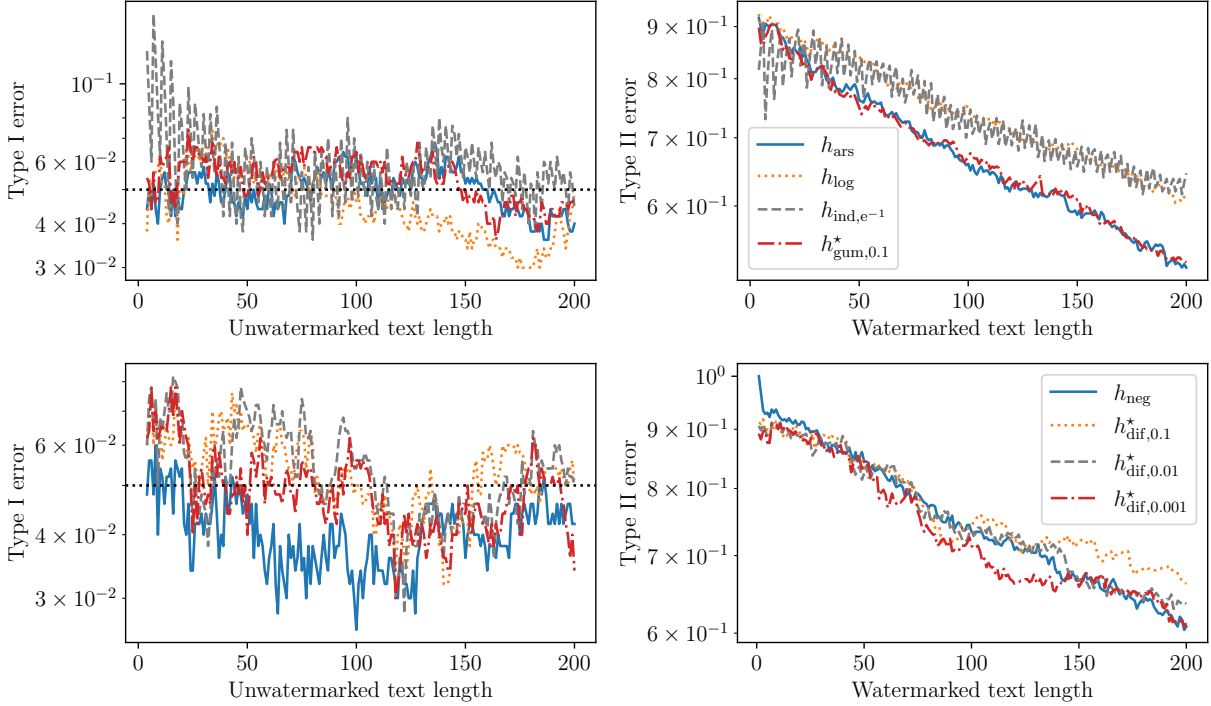 Type I error
10⁻¹
6 × 10⁻²
4 × 10⁻²
3 × 10⁻²
0 50 100 150 200
Unwatermarked text length
Type II error
9 × 10⁻¹
8 × 10⁻¹
7 × 10⁻¹
6 × 10⁻¹
h_ars
h_log
h_ind,e⁻¹
h*_gum,0.1
0 50 100 150 200
Watermarked text length
Type I error
6 × 10⁻²
4 × 10⁻²
3 × 10⁻²
0 50 100 150 200
Unwatermarked text length
Type II error
10⁰
9 × 10⁻¹
8 × 10⁻¹
7 × 10⁻¹
6 × 10⁻¹
h_neg
h*_dif,0.1
h*_dif,0.01
h*_dif,0.001
0 50 100 150 200
Watermarked text length